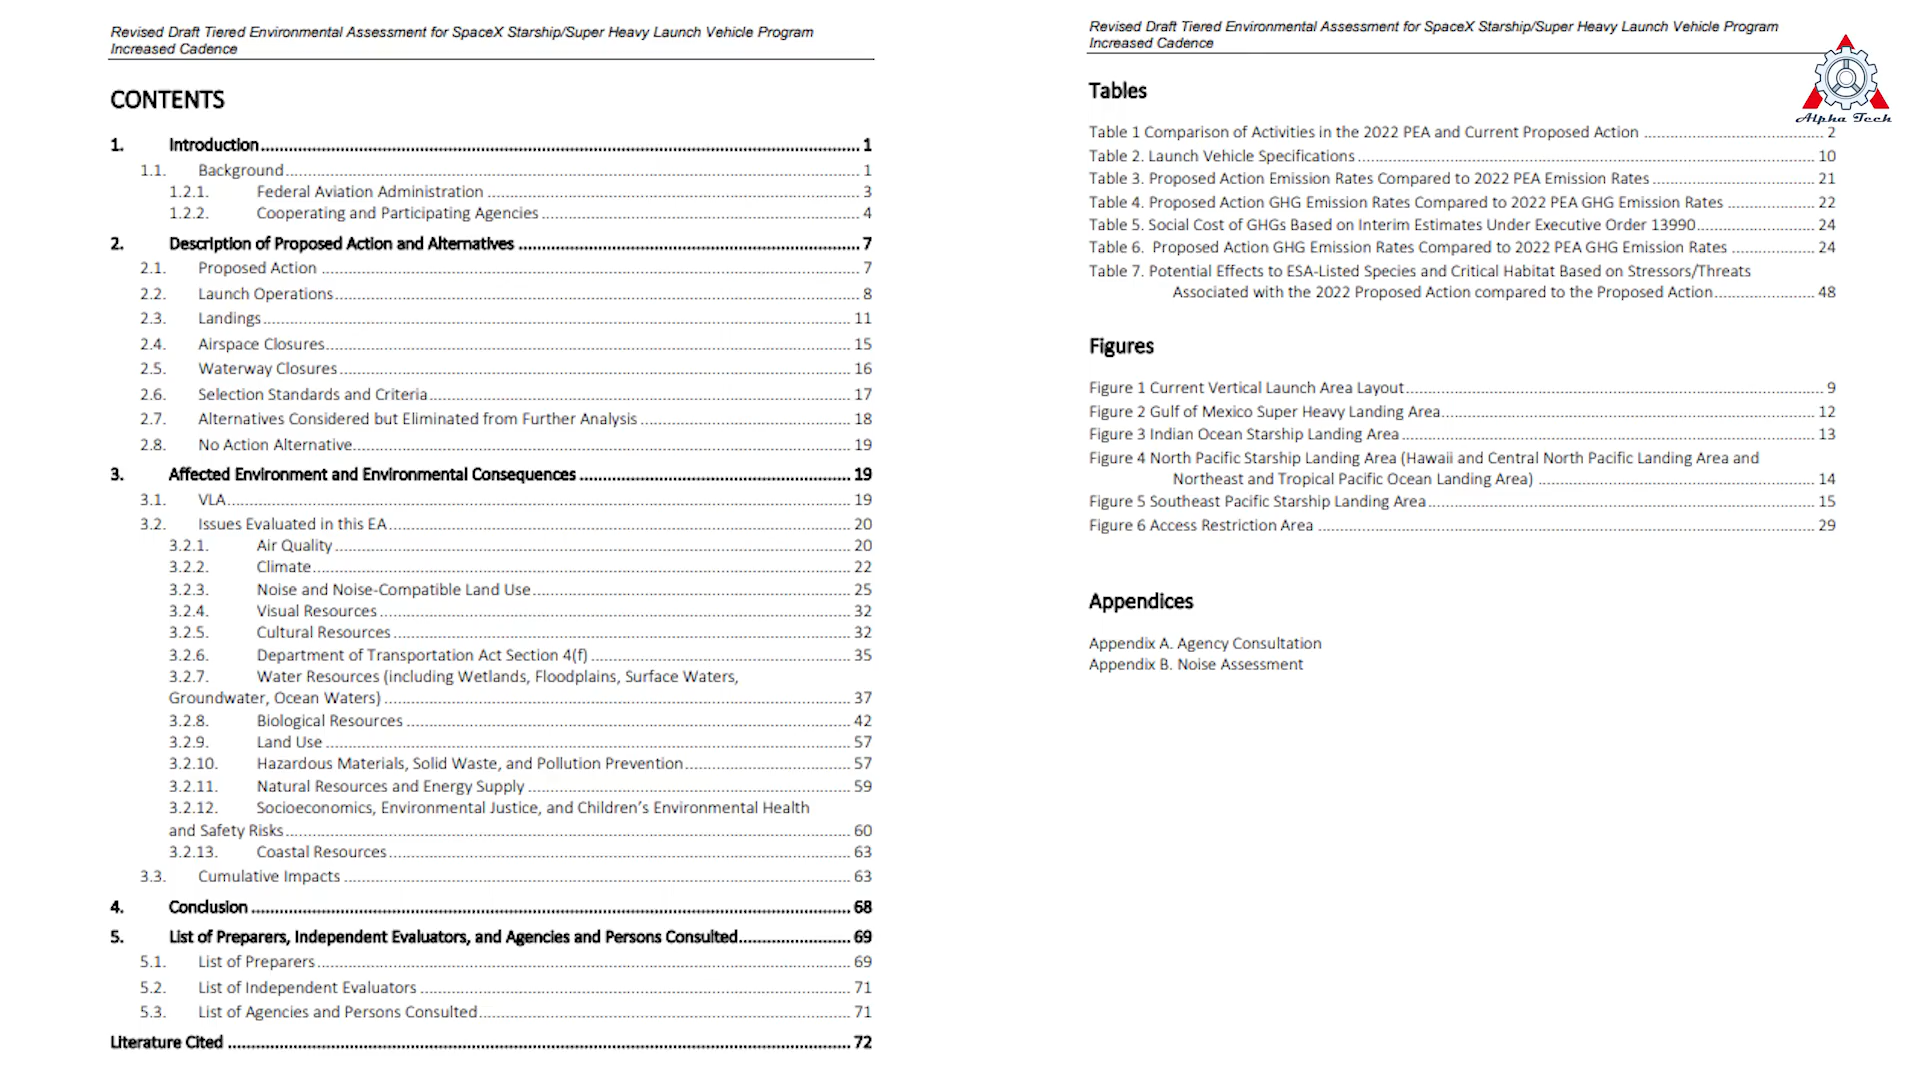 Revised Draft Tiered Environmental Assessment for SpaceX Starship/Super Heavy Launch Vehicle Program
Increased Cadence
CONTENTS
1. Introduction 1
1.1. Background 1
1.2.1. Federal Aviation Administration 3
1.2.2. Cooperating and Participating Agencies 4
2. Description of Proposed Action and Alternatives 7
2.1. Proposed Action 7
2.2. Launch Operations 8
2.3. Landings 11
2.4. Airspace Closures 15
2.5. Waterway Closures 16
2.6. Selection Standards and Criteria 17
2.7. Alternatives Considered but Eliminated from Further Analysis 18
2.8. No Action Alternative 19
3. Affected Environment and Environmental Consequences 19
3.1. VLA 19
3.2. Issues Evaluated in this EA 20
3.2.1. Air Quality 20
3.2.2. Climate 22
3.2.3. Noise and Noise-Compatible Land Use 25
3.2.4. Visual Resources 32
3.2.5. Cultural Resources 32
3.2.6. Department of Transportation Act Section 4(f) 35
3.2.7. Water Resources (including Wetlands, Floodplains, Surface Waters,
Groundwater, Ocean Waters) 37
3.2.8. Biological Resources 42
3.2.9. Land Use 57
3.2.10. Hazardous Materials, Solid Waste, and Pollution Prevention 57
3.2.11. Natural Resources and Energy Supply 59
3.2.12. Socioeconomics, Environmental Justice, and Children's Environmental Health
and Safety Risks 60
3.2.13. Coastal Resources 63
3.3. Cumulative Impacts 63
4. Conclusion 68
5. List of Preparers, Independent Evaluators, and Agencies and Persons Consulted 69
5.1. List of Preparers 69
5.2. List of Independent Evaluators 71
5.3. List of Agencies and Persons Consulted 71
Literature Cited 72
Revised Draft Tiered Environmental Assessment for SpaceX Starship/Super Heavy Launch Vehicle Program
Increased Cadence
Alpha Tech
Tables
Table 1 Comparison of Activities in the 2022 PEA and Current Proposed Action 2
Table 2. Launch Vehicle Specifications 10
Table 3. Proposed Action Emission Rates Compared to 2022 PEA Emission Rates 21
Table 4. Proposed Action GHG Emission Rates Compared to 2022 PEA GHG Emission Rates 22
Table 5. Social Cost of GHGs Based on Interim Estimates Under Executive Order 13990 24
Table 6. Proposed Action GHG Emission Rates Compared to 2022 PEA GHG Emission Rates 24
Table 7. Potential Effects to ESA-Listed Species and Critical Habitat Based on Stressors/Threats
Associated with the 2022 Proposed Action compared to the Proposed Action 48
Figures
Figure 1 Current Vertical Launch Area Layout 9
Figure 2 Gulf of Mexico Super Heavy Landing Area 12
Figure 3 Indian Ocean Starship Landing Area 13
Figure 4 North Pacific Starship Landing Area (Hawaii and Central North Pacific Landing Area and
Northeast and Tropical Pacific Ocean Landing Area) 14
Figure 5 Southeast Pacific Starship Landing Area 15
Figure 6 Access Restriction Area 29
Appendices
Appendix A. Agency Consultation
Appendix B. Noise Assessment